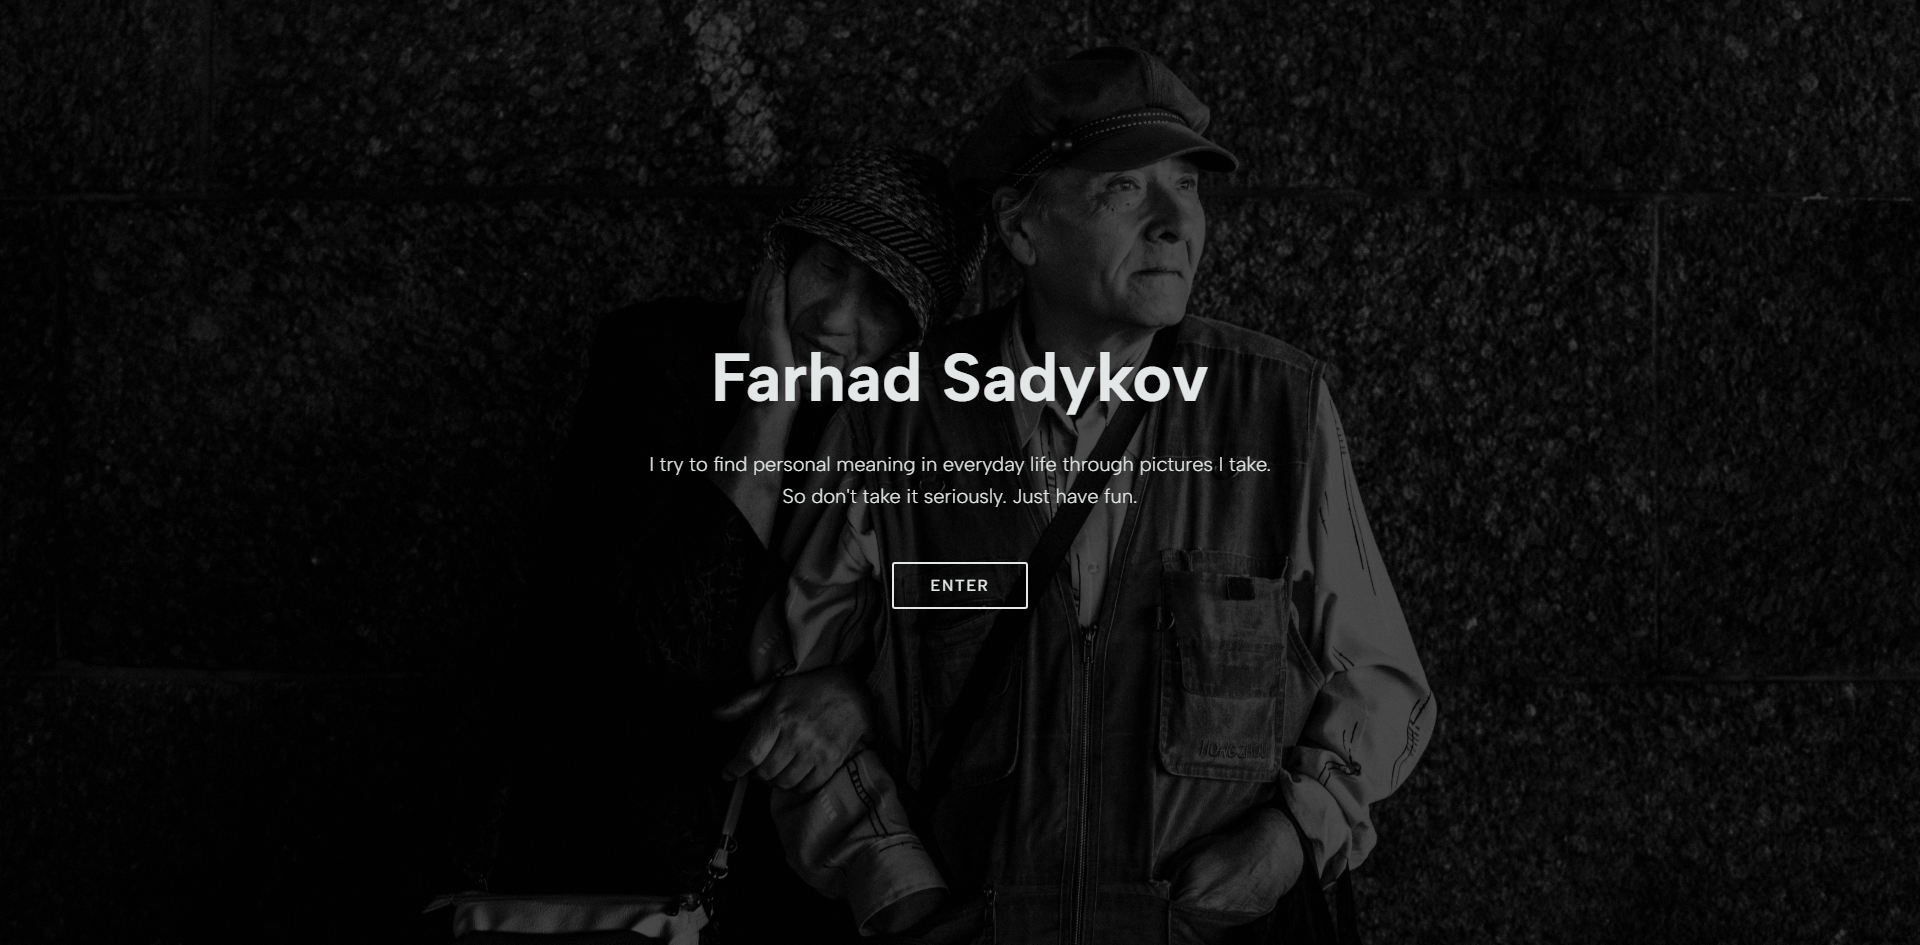 Farhad Sadykov
I try to find personal meaning in everyday life through pictures I take.
So don't take it seriously. Just have fun.
ENTER